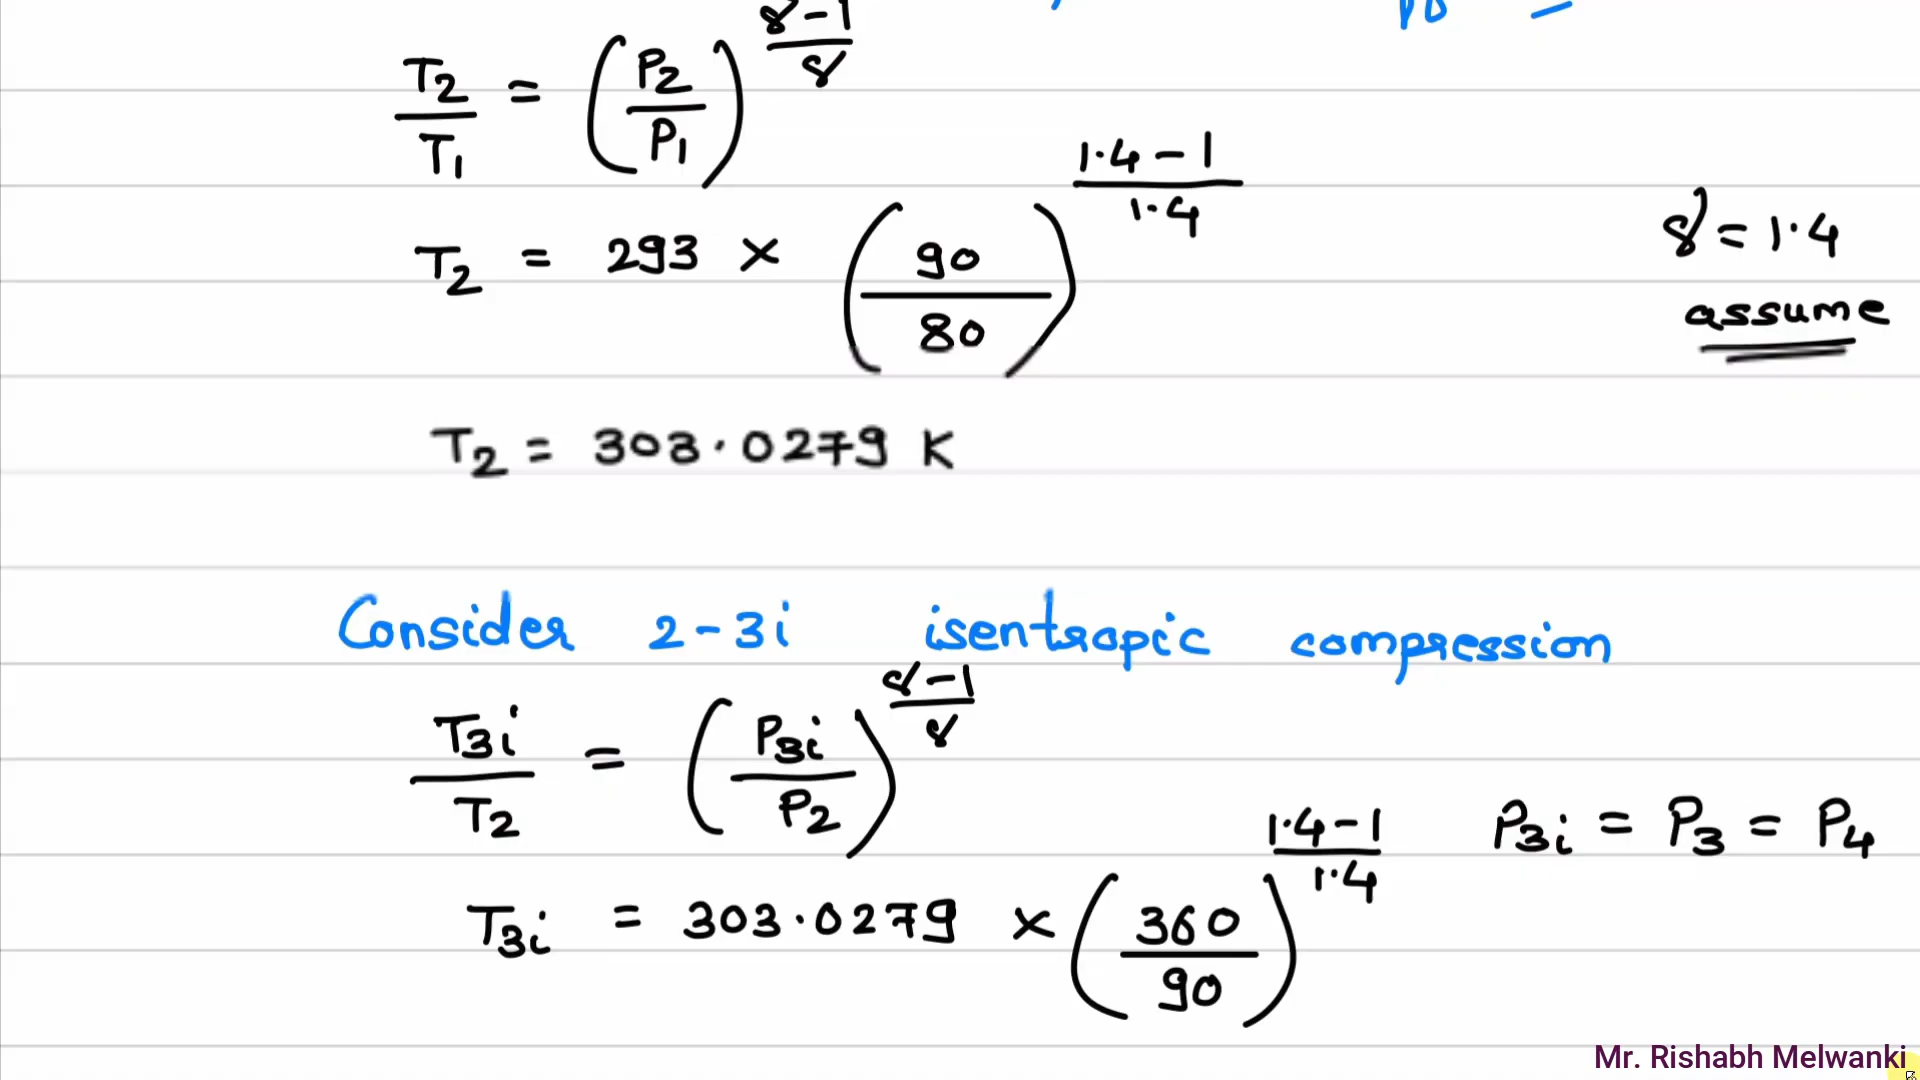 T2/T1 = (P2/P1)^(γ-1)/γ
T2 = 293 × (90/80)^(1.4-1)/1.4
γ = 1.4
assume
T2 = 303.0279 K
Consider 2-3i isentropic compression
T3i/T2 = (P3i/P2)^(γ-1)/γ
P3i = P3 = P4
T3i = 303.0279 × (360/90)^(1.4-1)/1.4
Mr. Rishabh Melwanki